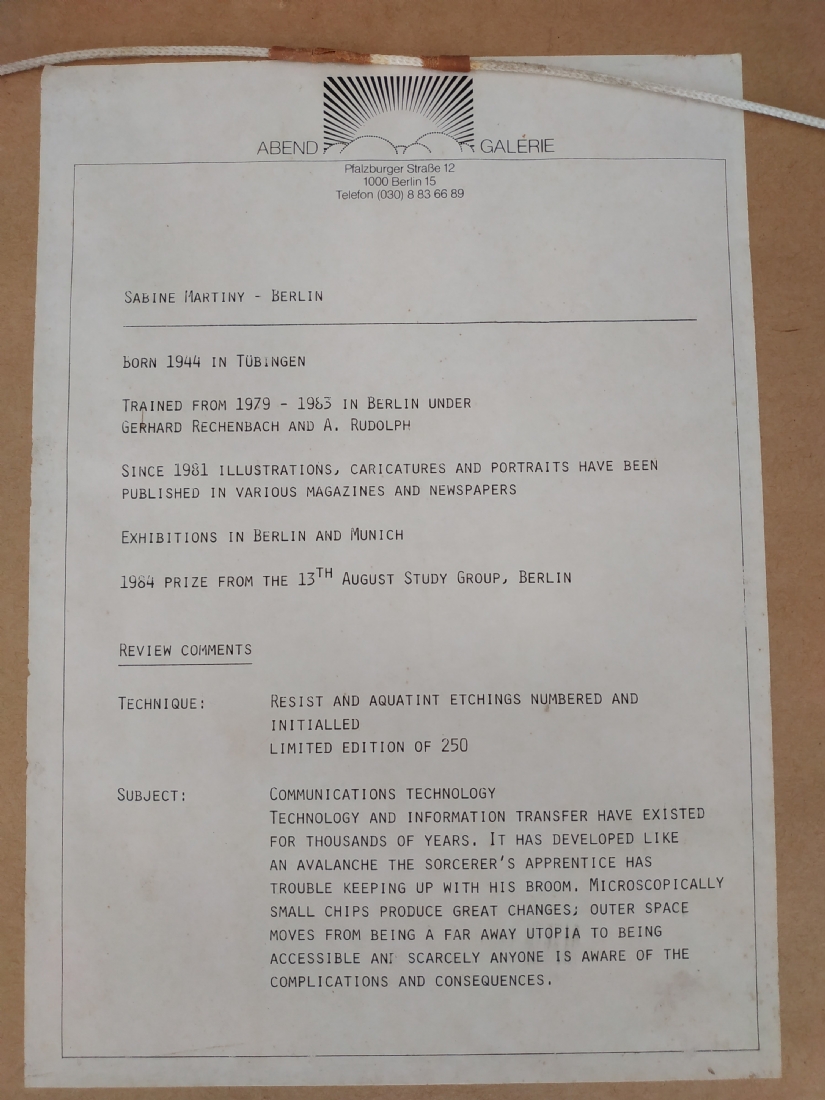 ABEND GALERIE
Pfalzburger Straße 12
1000 Berlin 15
Telefon (030) 8 83 66 89
SABINE MARTINY - BERLIN
BORN 1944 IN TÜBINGEN
TRAINED FROM 1979 - 1983 IN BERLIN UNDER
GERHARD RECHENBACH AND A. RUDOLPH
SINCE 1981 ILLUSTRATIONS, CARICATURES AND PORTRAITS HAVE BEEN
PUBLISHED IN VARIOUS MAGAZINES AND NEWSPAPERS
EXHIBITIONS IN BERLIN AND MUNICH
1984 PRIZE FROM THE 13TH AUGUST STUDY GROUP, BERLIN
REVIEW COMMENTS
TECHNIQUE: RESIST AND AQUATINT ETCHINGS NUMBERED AND
INITIALLED
LIMITED EDITION OF 250
SUBJECT: COMMUNICATIONS TECHNOLOGY
TECHNOLOGY AND INFORMATION TRANSFER HAVE EXISTED
FOR THOUSANDS OF YEARS. IT HAS DEVELOPED LIKE
AN AVALANCHE THE SORCERER'S APPRENTICE HAS
TROUBLE KEEPING UP WITH HIS BROOM. MICROSCOPICALLY
SMALL CHIPS PRODUCE GREAT CHANGES; OUTER SPACE
MOVES FROM BEING A FAR AWAY UTOPIA TO BEING
ACCESSIBLE AND SCARCELY ANYONE IS AWARE OF THE
COMPLICATIONS AND CONSEQUENCES.